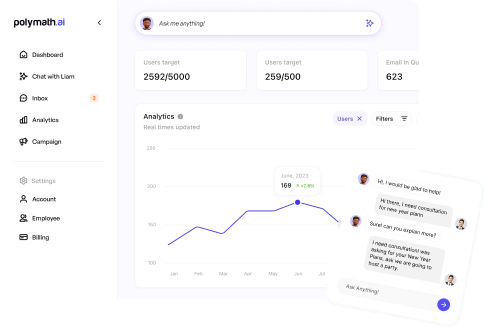 polymath.ai
Ask me anything!
Dashboard
Chat with Liam
Inbox
3
Analytics
Campaign
Settings
Account
Employee
Billing
Users target
2592/5000
Users target
259/500
Email in Qu
623
Analytics
Real times updated
Users
Filters
250
200
150
100
June, 2023
169
+2.6%
Jan
Feb
Mar
Apr
May
Jun
Jul
Hi, I would be glad to help!
Hi there, I need consultation
for new year plann
Sure! can you explain more?
I need consultation! was
asking for your New Year
Plans, ask we are going to
host a party.
Ask Anything!